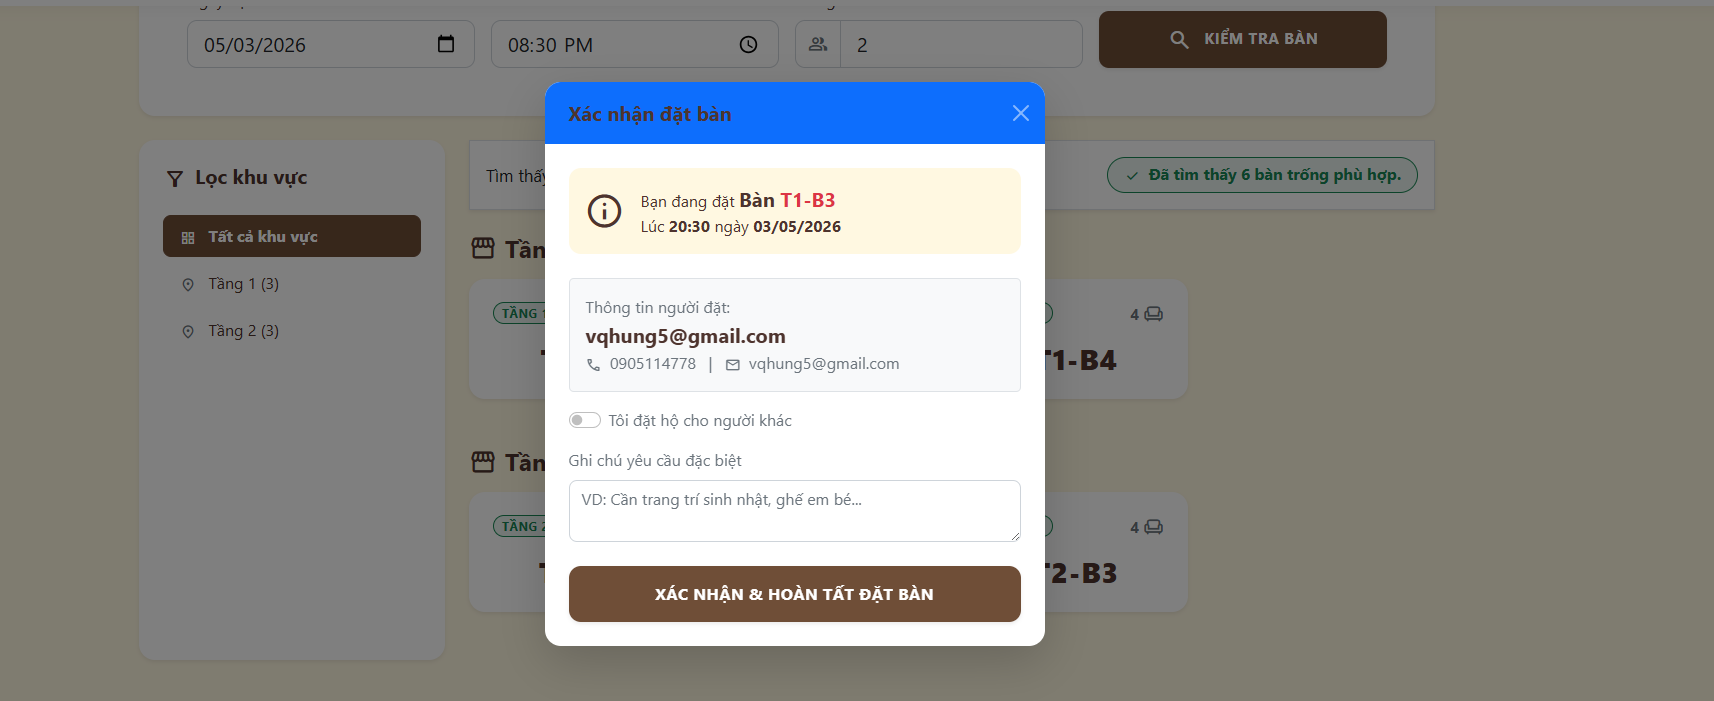 05/03/2026
08:30 PM
2
KIỂM TRA BÀN
Xác nhận đặt bàn
Lọc khu vực
Tất cả khu vực
Tầng 1 (3)
Tầng 2 (3)
Tìm thấy
Đã tìm thấy 6 bàn trống phù hợp.
Bạn đang đặt Bàn T1-B3
Lúc 20:30 ngày 03/05/2026
Thông tin người đặt:
vqhung5@gmail.com
0905114778 | vqhung5@gmail.com
Tôi đặt hộ cho người khác
Ghi chú yêu cầu đặc biệt
VD: Cần trang trí sinh nhật, ghế em bé...
XÁC NHẬN & HOÀN TẤT ĐẶT BÀN
TẦNG 1
4
T1-B4
TẦNG 2
4
T2-B3